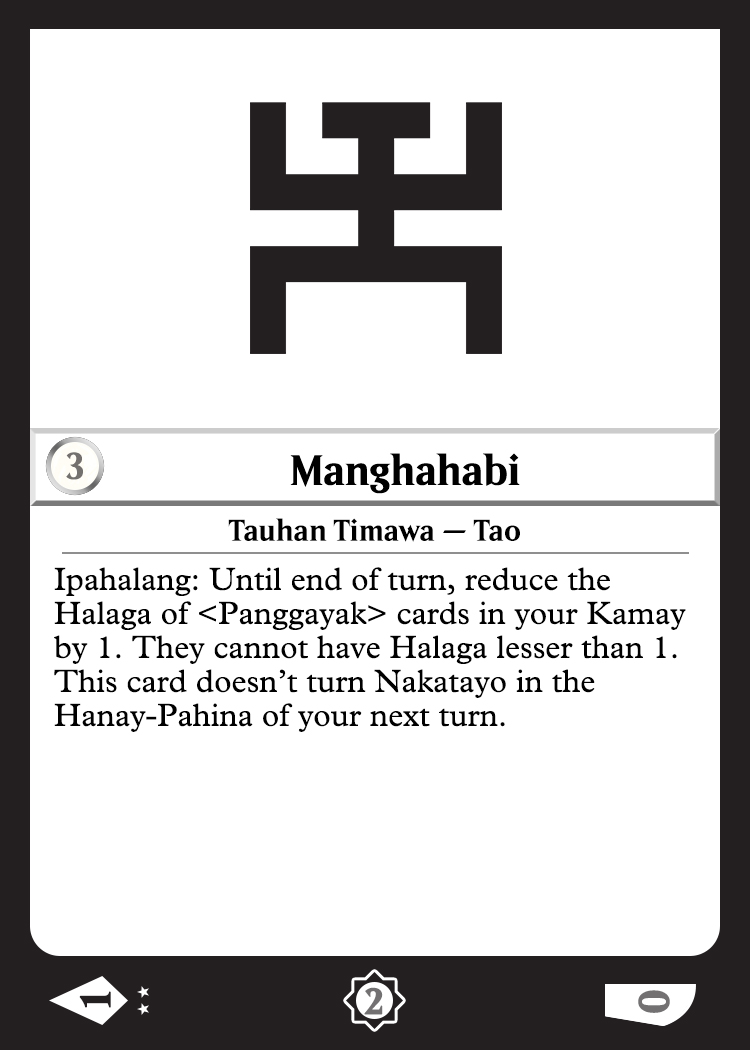 3
Manghahabi
Tauhan Timawa — Tao
Ipahalang: Until end of turn, reduce the
Halaga of <Panggayak> cards in your Kamay
by 1. They cannot have Halaga lesser than 1.
This card doesn’t turn Nakatayo in the
Hanay-Pahina of your next turn.
1
2
0